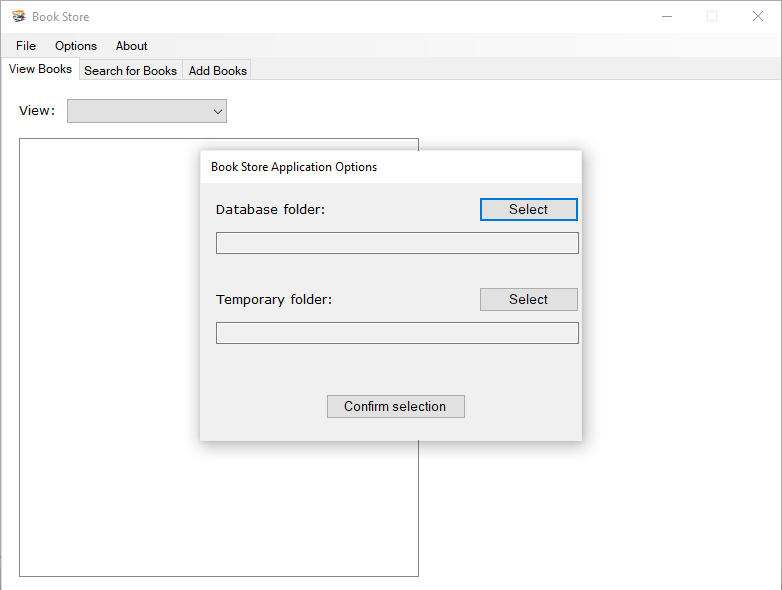 Book Store
File Options About
View Books Search for Books Add Books
View:
Book Store Application Options
Database folder: Select
Temporary folder: Select
Confirm selection